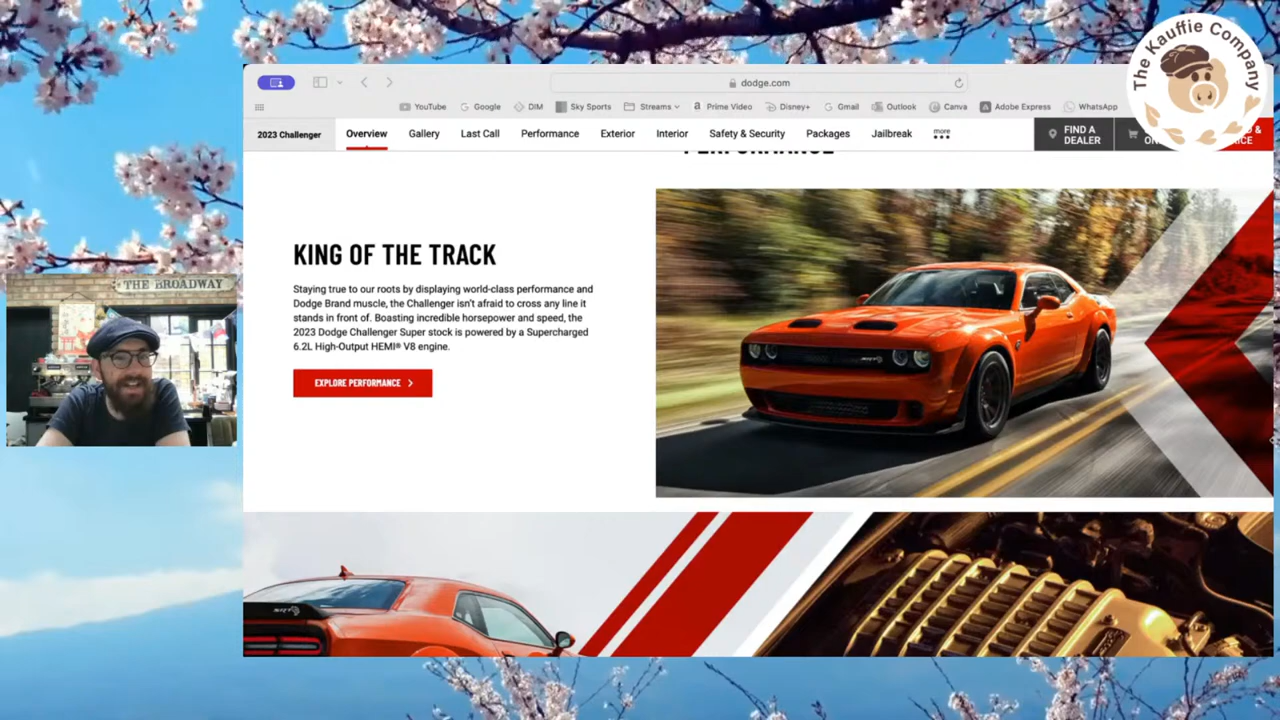 The Kauffie Company
dodge.com
YouTube
Google
DIM
Sky Sports
Streams
Prime Video
Disney+
Gmail
Outlook
Canva
Adobe Express
WhatsApp
2023 Challenger
Overview
Gallery
Last Call
Performance
Exterior
Interior
Safety & Security
Packages
Jailbreak
more
FIND A
DEALER
PERFORMANCE
KING OF THE TRACK
Staying true to our roots by displaying world-class performance and
Dodge Brand muscle, the Challenger isn't afraid to cross any line it
stands in front of. Boasting incredible horsepower and speed, the
2023 Dodge Challenger Super stock is powered by a Supercharged
6.2L High-Output HEMI® V8 engine.
EXPLORE PERFORMANCE
THE BROADWAY
SRT